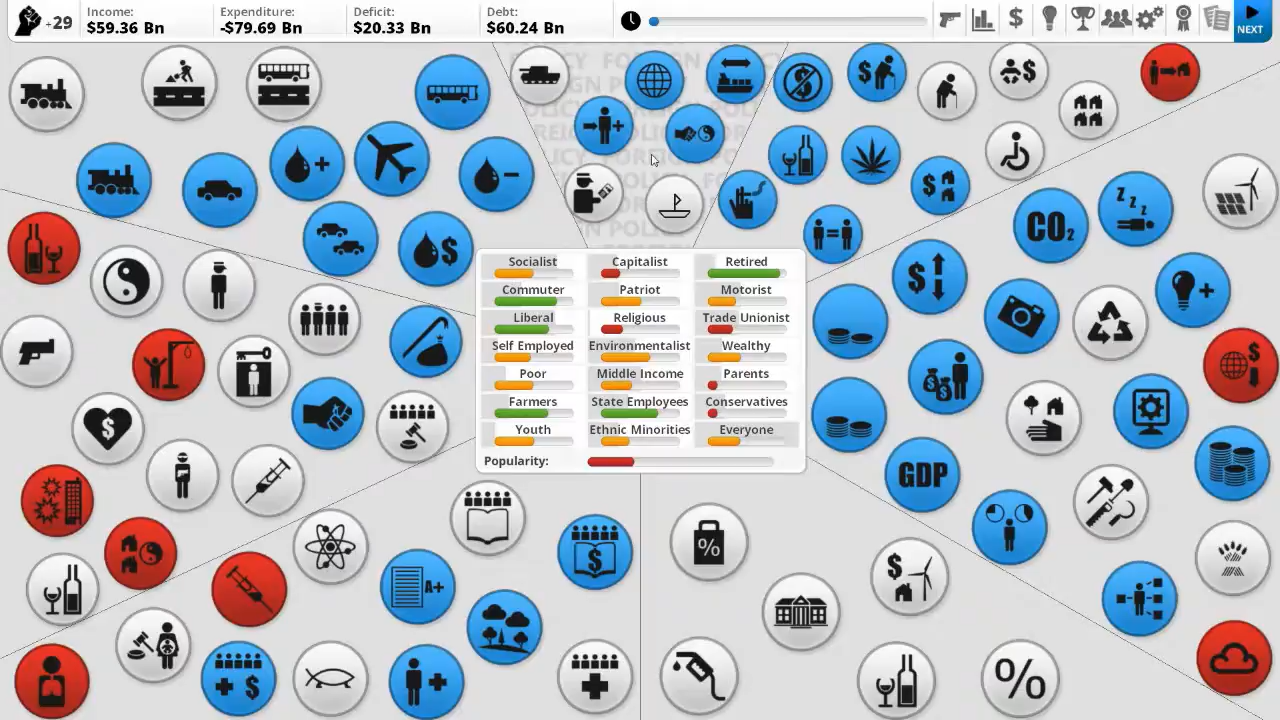 +29
Income:
$59.36 Bn
Expenditure:
-$79.69 Bn
Deficit:
$20.33 Bn
Debt:
$60.24 Bn
NEXT
FOREIGN POLICY
Socialist Capitalist Retired
Commuter Patriot Motorist
Liberal Religious Trade Unionist
Self Employed Environmentalist Wealthy
Poor Middle Income Parents
Farmers State Employees Conservatives
Youth Ethnic Minorities Everyone
Popularity:
$
$
$
$
$
CO2
Z Z Z
$
$
GDP
A+
$
$
$
%
$
%